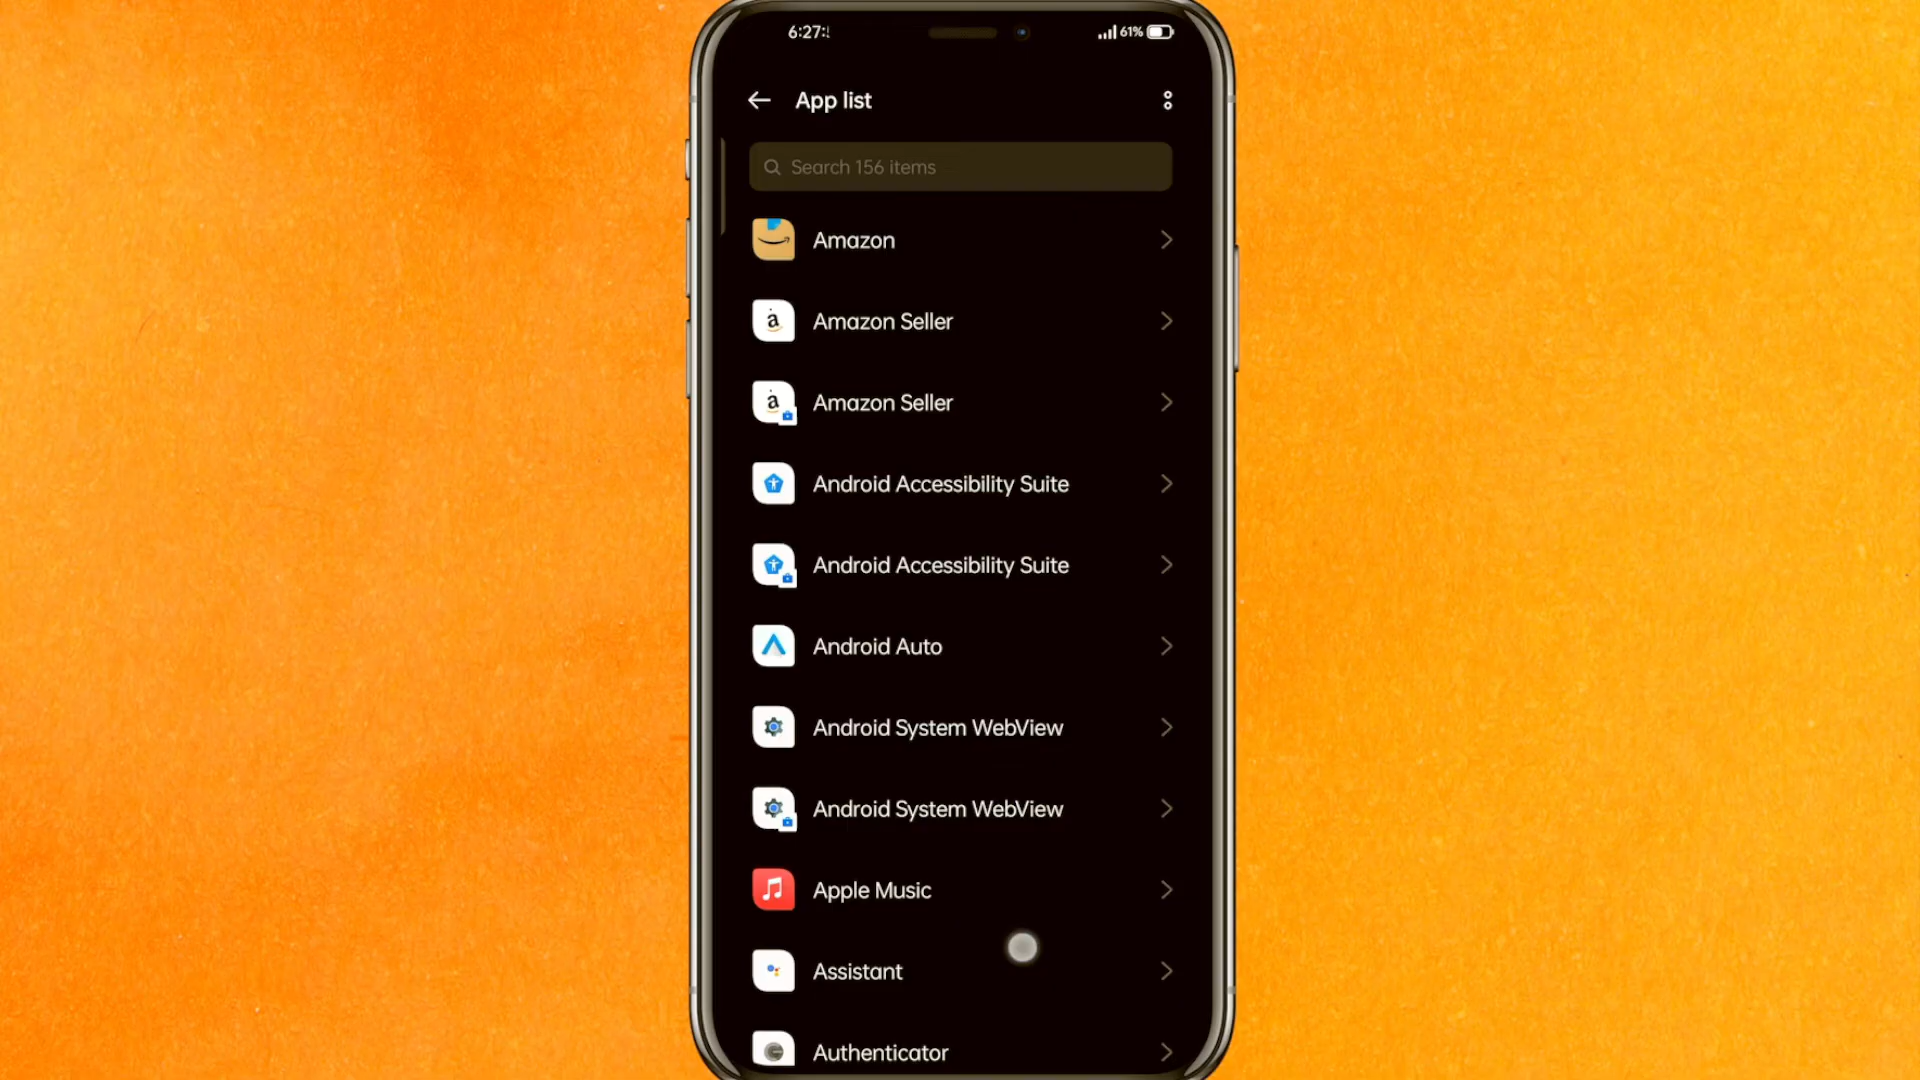 6:27
61%
App list
Search 156 items
Amazon
a Amazon Seller
a Amazon Seller
Android Accessibility Suite
Android Accessibility Suite
Android Auto
Android System WebView
Android System WebView
Apple Music
Assistant
Authenticator